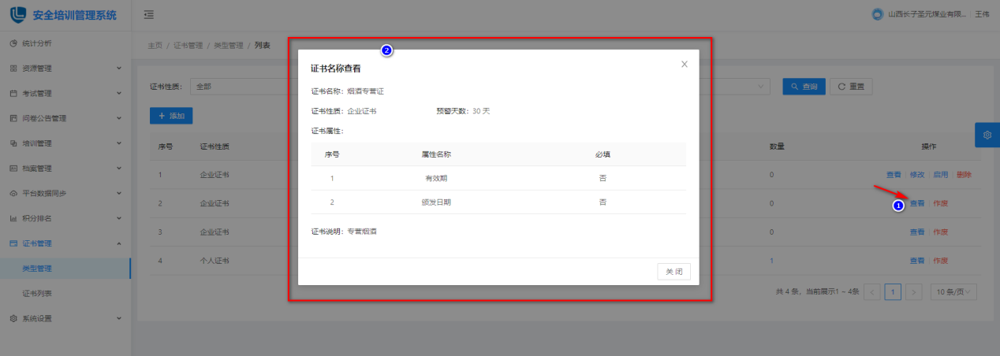 安全培训管理系统
山西长子圣元煤业有限... 王伟
统计分析
资源管理
考试管理
问卷公告管理
培训管理
档案管理
平台数据同步
积分排名
证书管理
类型管理
证书列表
系统设置
主页 / 证书管理 / 类型管理 / 列表
证书性质: 全部
查询 重置
+ 添加
序号 证书性质 数量 操作
1 企业证书 0 查看 修改 启用 删除
2 企业证书 0 查看 作废
3 企业证书 0 查看 作废
4 个人证书 1 查看 作废
共 4 条, 当前展示1 ~ 4条 < 1 > 10 条/页
2
1
证书名称查看
证书名称: 烟酒专营证
证书性质: 企业证书 预警天数: 30 天
证书属性:
序号 属性名称 必填
1 有效期 否
2 颁发日期 否
证书说明: 专营烟酒
关 闭